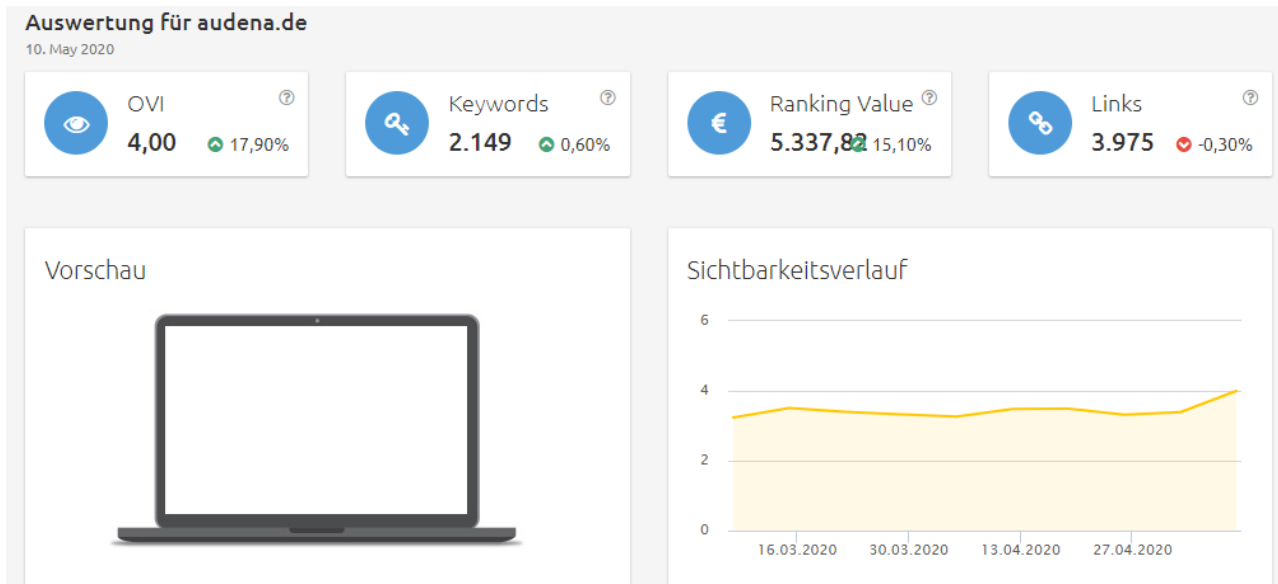 Auswertung für audena.de
10. May 2020
OVI
4,00 17,90%
Keywords
2.149 0,60%
Ranking Value
5.337,82 15,10%
Links
3.975 -0,30%
Vorschau
Sichtbarkeitsverlauf
6
4
2
0
16.03.2020 30.03.2020 13.04.2020 27.04.2020